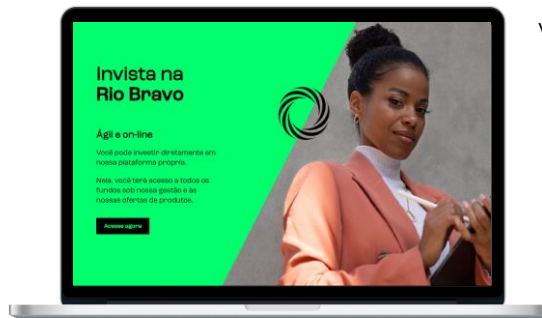 Invista na
Rio Bravo
Ágil e on-line
Você pode investir diretamente em
nossa plataforma própria.
Nela, você terá acesso a todos os
fundos sob nossa gestão e às
nossas ofertas de produtos.
Acesse agora